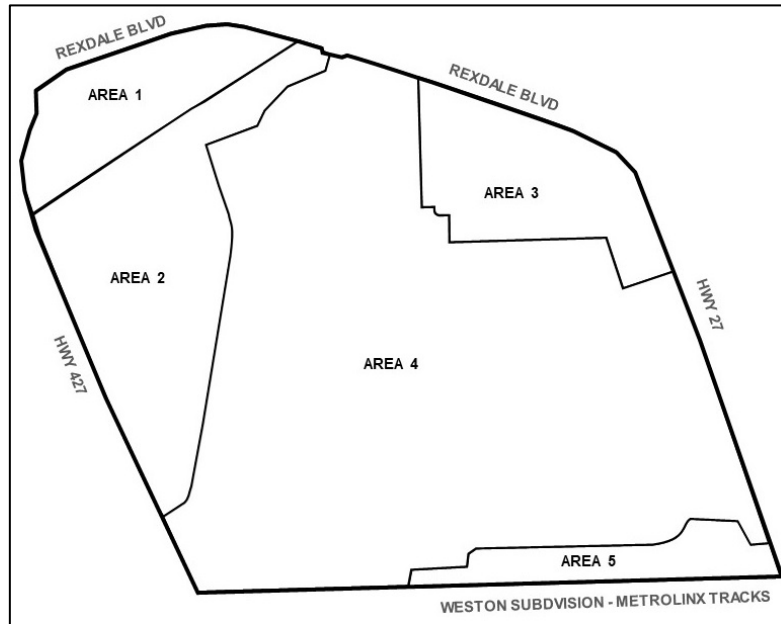 REXDALE BLVD
AREA 1
REXDALE BLVD
AREA 3
AREA 2
HWY 27
HWY 427
AREA 4
AREA 5
WESTON SUBDVISION - METROLINX TRACKS